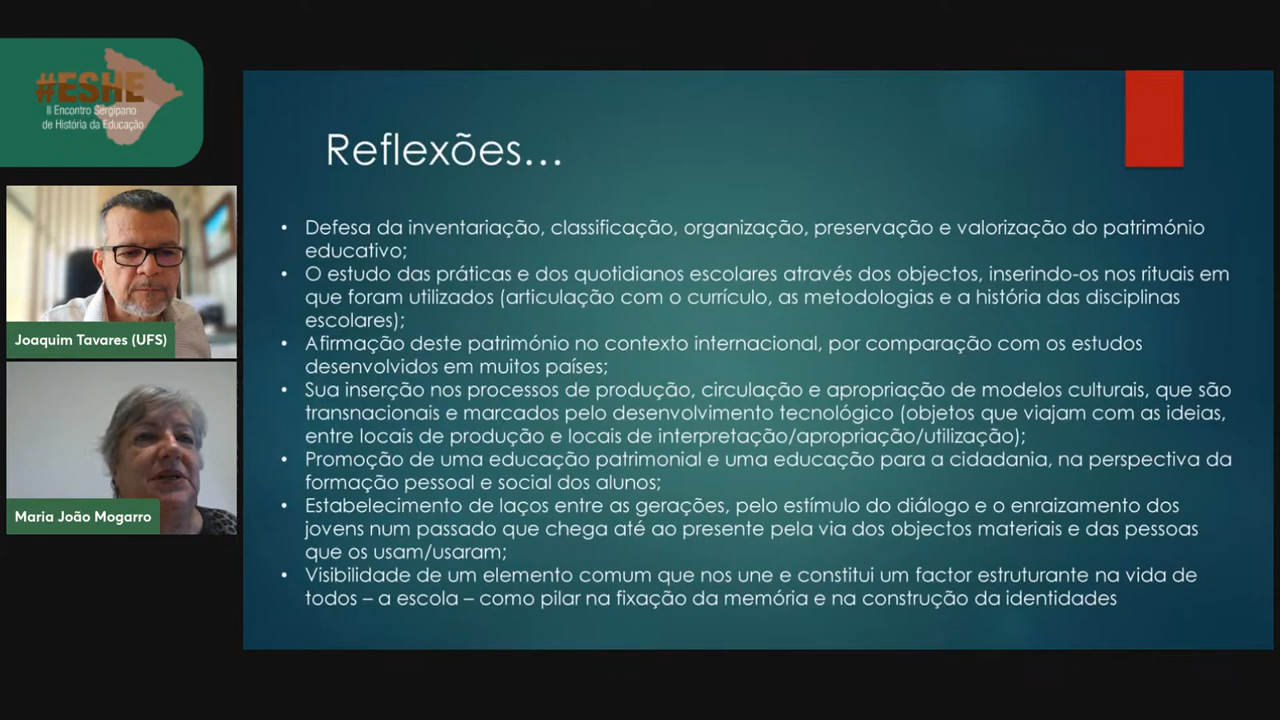 #ESHE
II Encontro Sergipano
de História da Educação
Joaquim Tavares (UFS)
Maria João Mogarro
Reflexões...
• Defesa da inventariação, classificação, organização, preservação e valorização do património
educativo;
• O estudo das práticas e dos quotidianos escolares através dos objectos, inserindo-os nos rituais em
que foram utilizados (articulação com o currículo, as metodologias e a história das disciplinas
escolares);
• Afirmação deste património no contexto internacional, por comparação com os estudos
desenvolvidos em muitos países;
• Sua inserção nos processos de produção, circulação e apropriação de modelos culturais, que são
transnacionais e marcados pelo desenvolvimento tecnológico (objetos que viajam com as ideias,
entre locais de produção e locais de interpretação/apropriação/utilização);
• Promoção de uma educação patrimonial e uma educação para a cidadania, na perspectiva da
formação pessoal e social dos alunos;
• Estabelecimento de laços entre as gerações, pelo estímulo do diálogo e o enraizamento dos
jovens num passado que chega até ao presente pela via dos objectos materiais e das pessoas
que os usam/usaram;
• Visibilidade de um elemento comum que nos une e constitui um factor estruturante na vida de
todos – a escola – como pilar na fixação da memória e na construção da identidades